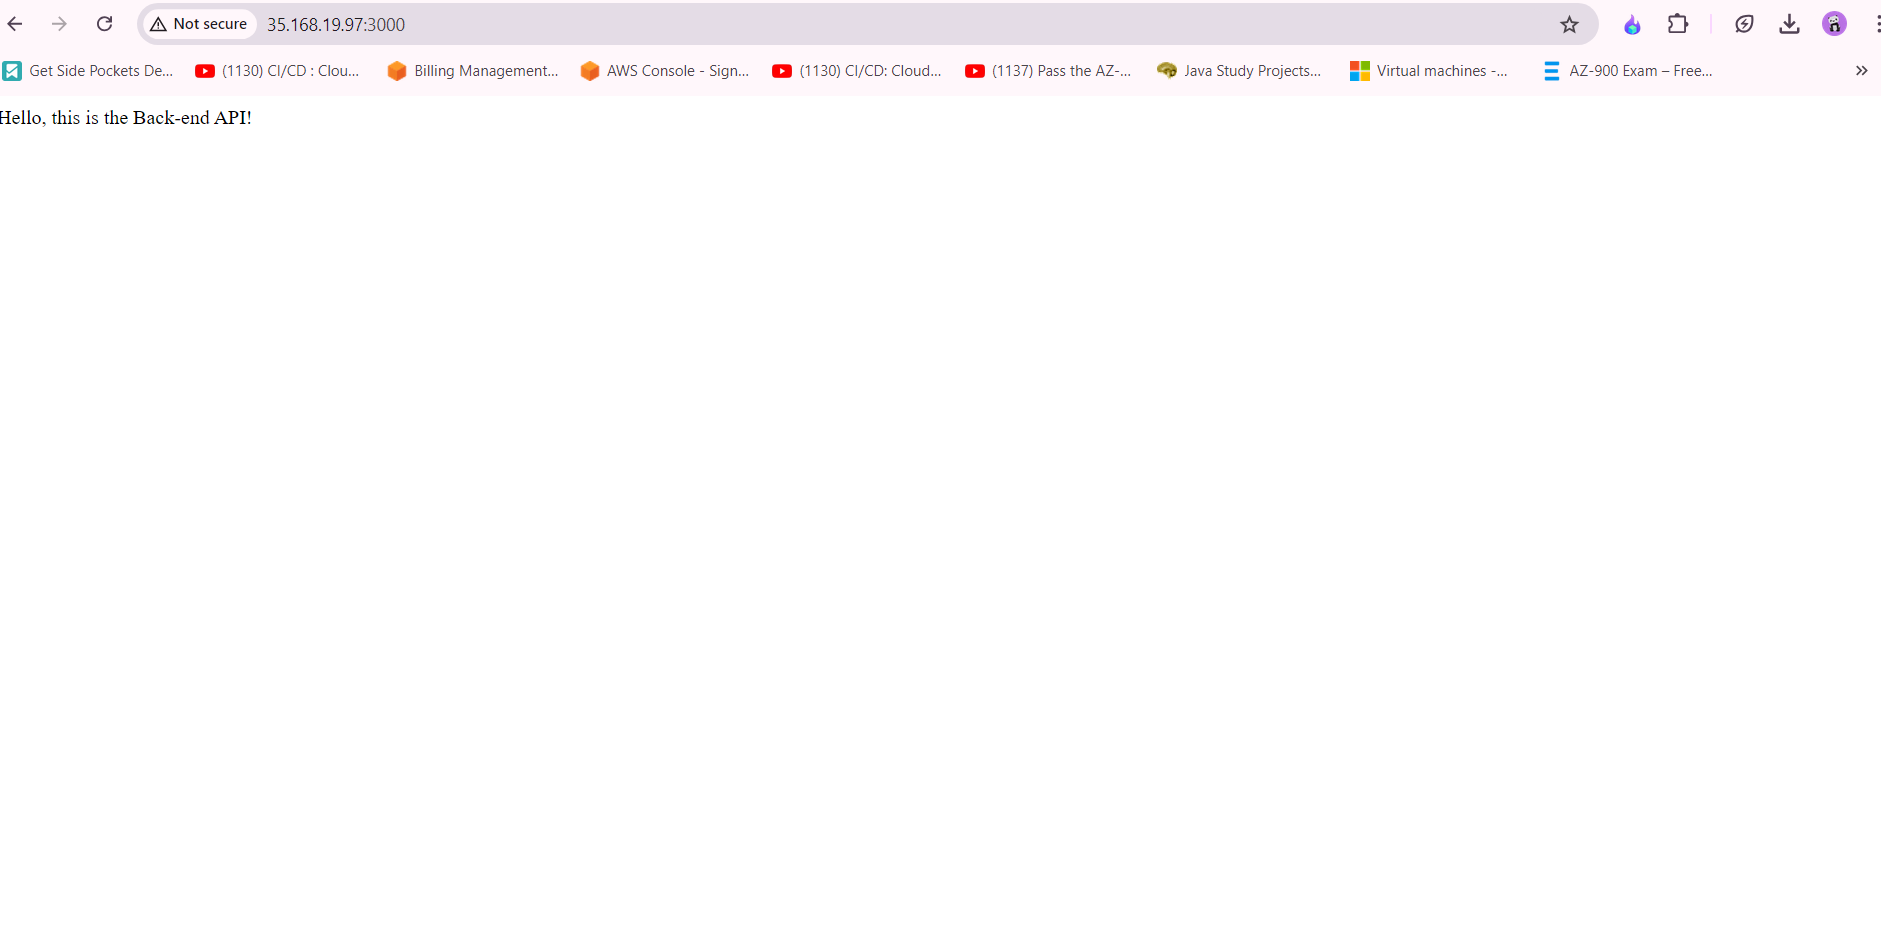 Not secure 35.168.19.97:3000
Get Side Pockets De... (1130) CI/CD : Clou... Billing Management... AWS Console - Sign... (1130) CI/CD: Cloud... (1137) Pass the AZ-... Java Study Projects... Virtual machines -... AZ-900 Exam – Free...
Hello, this is the Back-end API!